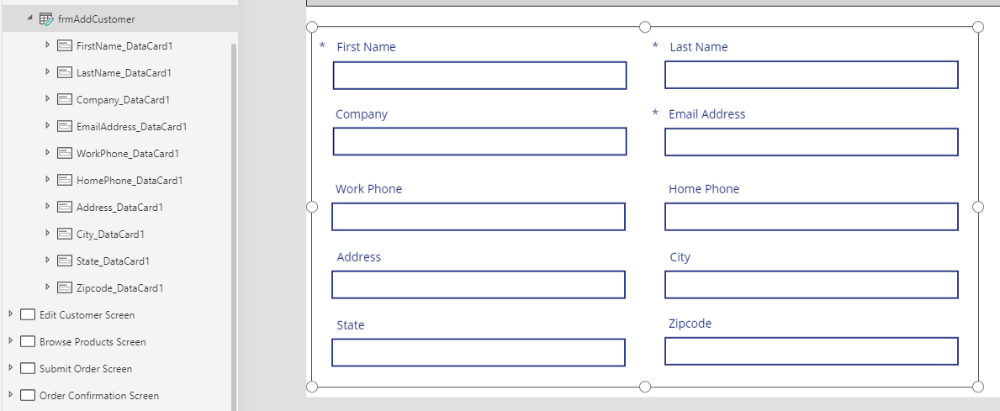 frmAddCustomer
FirstName_DataCard1
LastName_DataCard1
Company_DataCard1
EmailAddress_DataCard1
WorkPhone_DataCard1
HomePhone_DataCard1
Address_DataCard1
City_DataCard1
State_DataCard1
Zipcode_DataCard1
Edit Customer Screen
Browse Products Screen
Submit Order Screen
Order Confirmation Screen
* First Name
* Last Name
Company
* Email Address
Work Phone
Home Phone
Address
City
State
Zipcode